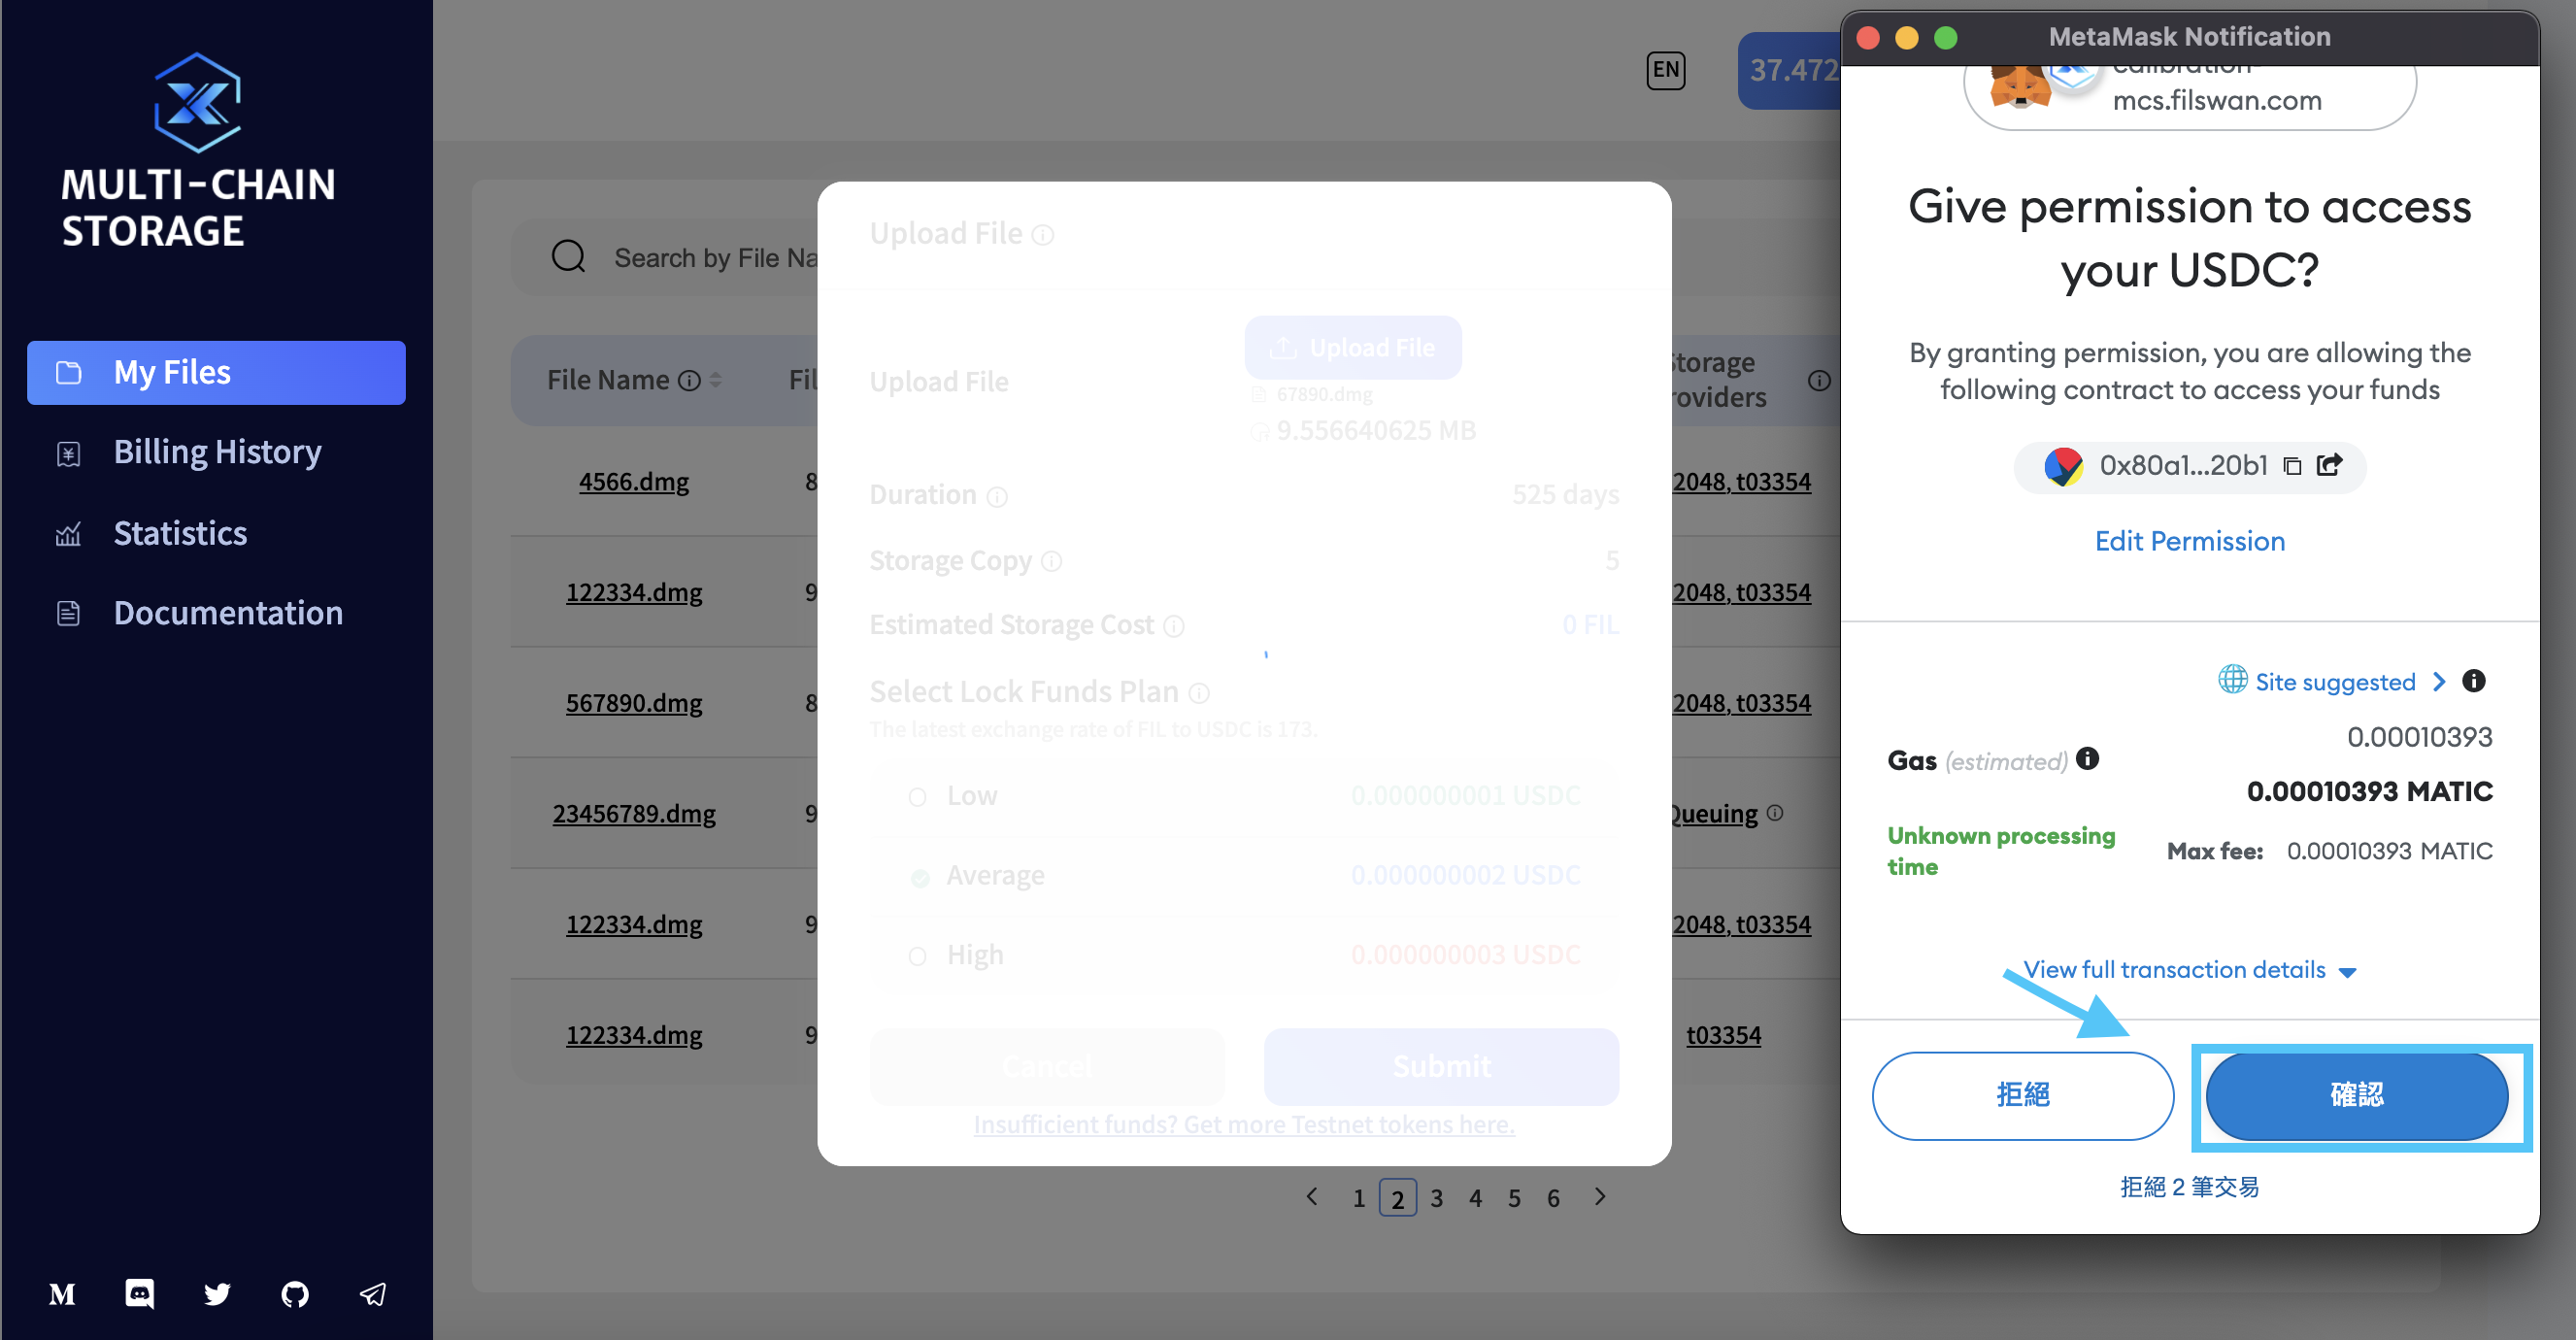 MULTI-CHAIN
STORAGE
My Files
Billing History
Statistics
Documentation
EN
37.472
Search by File Na
File Name
Fil
Storage
roviders
4566.dmg
8
2048, t03354
122334.dmg
9
2048, t03354
567890.dmg
8
2048, t03354
23456789.dmg
9
Queuing
122334.dmg
9
2048, t03354
122334.dmg
9
t03354
1 2 3 4 5 6
Upload File
Upload File
Upload File
67890.dmg
9.556640625 MB
Duration
525 days
Storage Copy
5
Estimated Storage Cost
0 FIL
Select Lock Funds Plan
The latest exchange rate of FIL to USDC is 173.
Low
0.000000001 USDC
Average
0.000000002 USDC
High
0.000000003 USDC
Cancel
Submit
Insufficient funds? Get more Testnet tokens here.
MetaMask Notification
calibration-
mcs.filswan.com
Give permission to access
your USDC?
By granting permission, you are allowing the
following contract to access your funds
0x80a1...20b1
Edit Permission
Site suggested
0.00010393
Gas (estimated)
0.00010393 MATIC
Unknown processing
time
Max fee: 0.00010393 MATIC
View full transaction details
拒絕
確認
拒絕 2 筆交易